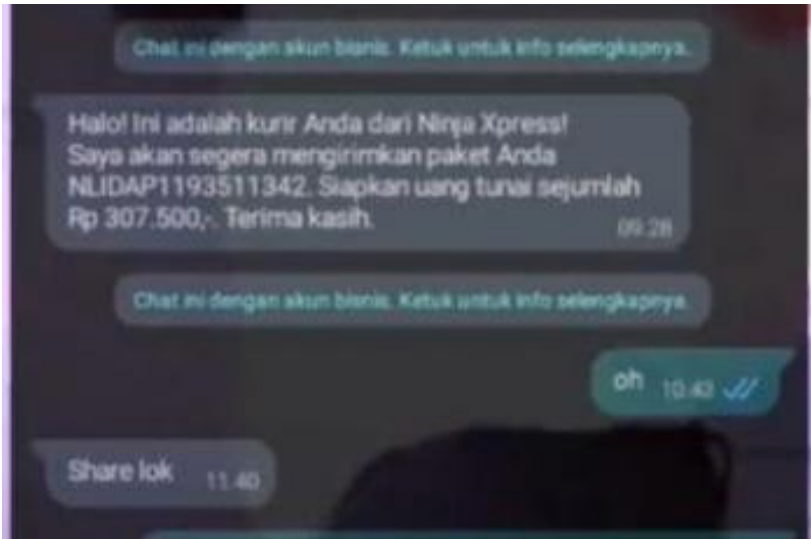 Chat ini dengan akun bisnis. Ketuk untuk info selengkapnya.
Halo! Ini adalah kurir Anda dari Ninja Xpress!
Saya akan segera mengirimkan paket Anda
NLIDAP1193511342. Siapkan uang tunai sejumlah
Rp 307.500,-. Terima kasih.
09.28
Chat ini dengan akun bisnis. Ketuk untuk info selengkapnya.
oh 10.43
Share lok 11.40